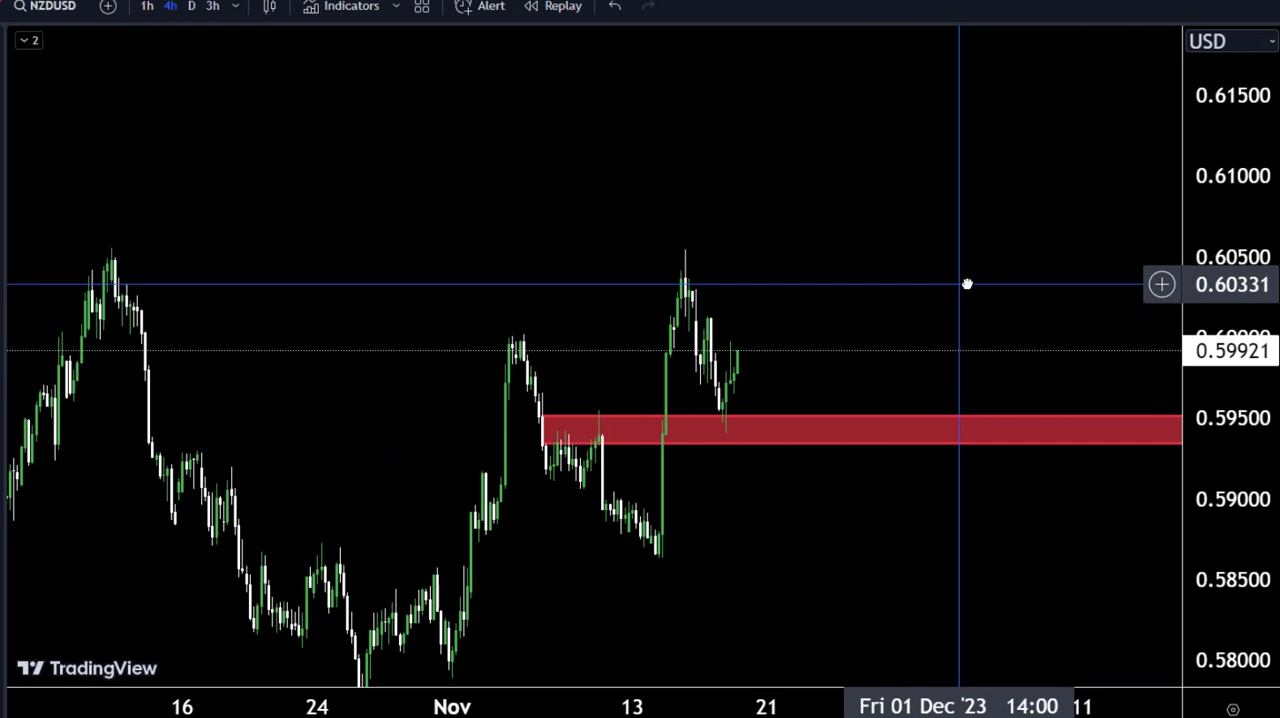 NZDUSD 1h 4h D 3h Indicators Alert Replay
2
USD
0.61500
0.61000
0.60500
0.60331
0.59921
0.59500
0.59000
0.58500
0.58000
TradingView
16 24 Nov 13 21 Fri 01 Dec '23 14:00 11